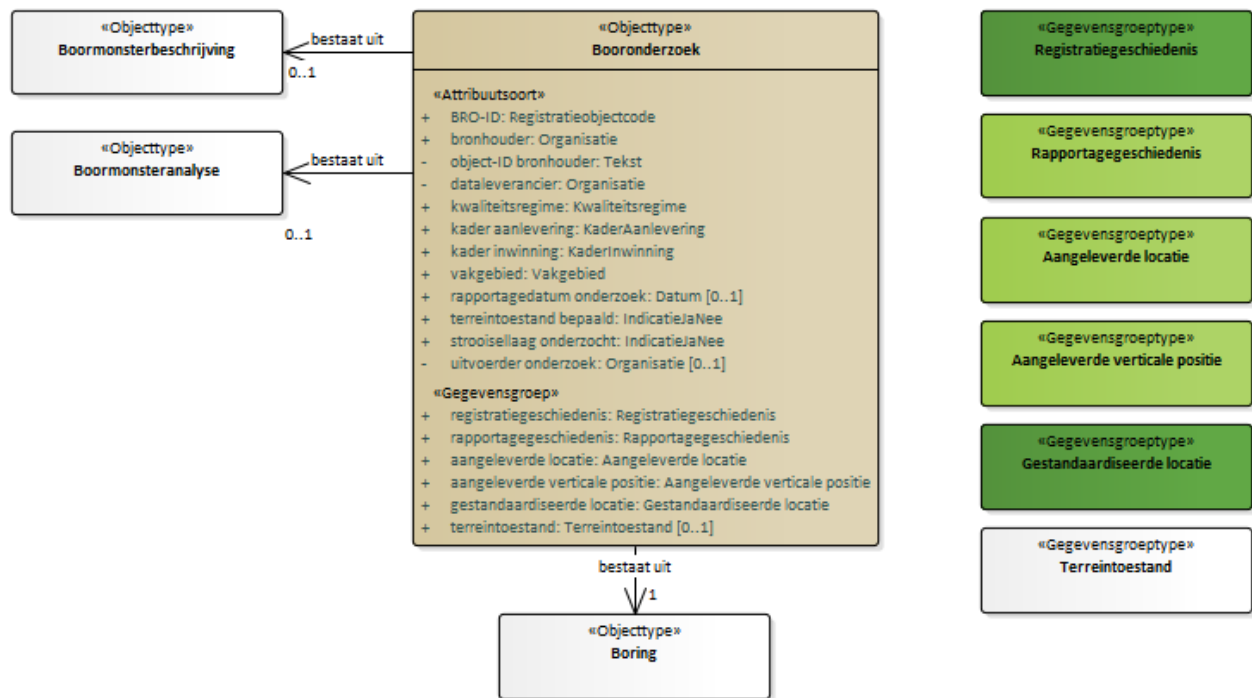 «Objecttype»
Boormonsterbeschrijving
bestaat uit
0..1
«Objecttype»
Boormonsteranalyse
bestaat uit
0..1
«Objecttype»
Booronderzoek
«Attribuutsoort»
+ BRO-ID: Registratieobjectcode
+ bronhouder: Organisatie
- object-ID bronhouder: Tekst
- dataleverancier: Organisatie
+ kwaliteitsregime: Kwaliteitsregime
+ kader aanlevering: KaderAanlevering
+ kader inwinning: KaderInwinning
+ vakgebied: Vakgebied
+ rapportagedatum onderzoek: Datum [0..1]
+ terreintoestand bepaald: IndicatieJaNee
+ strooisellaag onderzocht: IndicatieJaNee
- uitvoerder onderzoek: Organisatie [0..1]
«Gegevensgroep»
+ registratiegeschiedenis: Registratiegeschiedenis
+ rapportagegeschiedenis: Rapportagegeschiedenis
+ aangeleverde locatie: Aangeleverde locatie
+ aangeleverde verticale positie: Aangeleverde verticale positie
+ gestandaardiseerde locatie: Gestandaardiseerde locatie
+ terreintoestand: Terreintoestand [0..1]
bestaat uit
1
«Objecttype»
Boring
«Gegevensgroeptype»
Registratiegeschiedenis
«Gegevensgroeptype»
Rapportagegeschiedenis
«Gegevensgroeptype»
Aangeleverde locatie
«Gegevensgroeptype»
Aangeleverde verticale positie
«Gegevensgroeptype»
Gestandaardiseerde locatie
«Gegevensgroeptype»
Terreintoestand